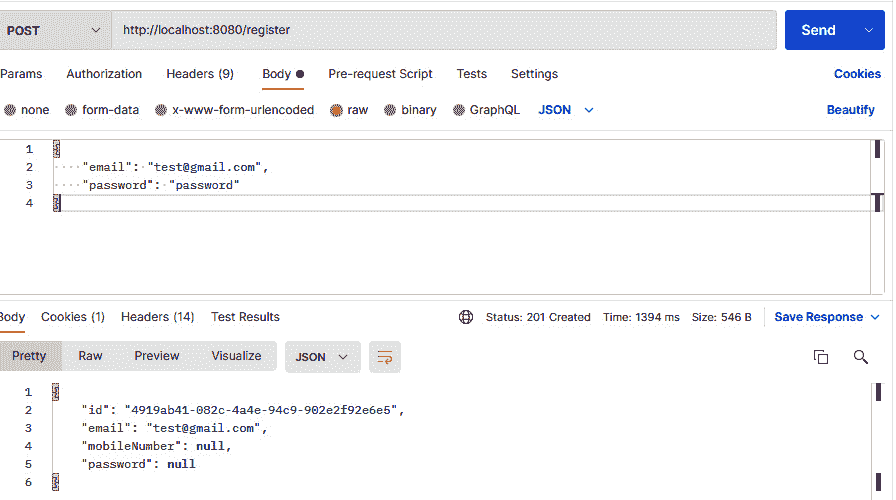 POST http://localhost:8080/register Send
Params Authorization Headers (9) Body Pre-request Script Tests Settings Cookies
none form-data x-www-form-urlencoded raw binary GraphQL JSON Beautify
1 {
2 "email": "test@gmail.com",
3 "password": "password"
4 }
Body Cookies (1) Headers (14) Test Results Status: 201 Created Time: 1394 ms Size: 546 B Save Response
Pretty Raw Preview Visualize JSON
1 {
2 "id": "4919ab41-082c-4a4e-94c9-902e2f92e6e5",
3 "email": "test@gmail.com",
4 "mobileNumber": null,
5 "password": null
6 }